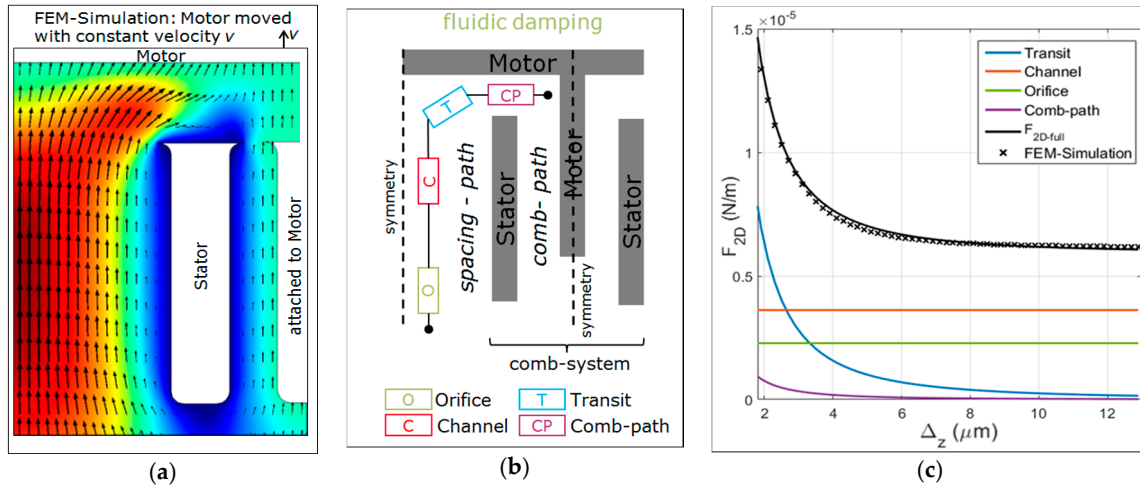 FEM-Simulation: Motor moved
with constant velocity v
v
Motor
Stator
attached to Motor
(a)
fluidic damping
Motor
CP
T
C
O
symmetry
spacing - path
Stator
comb-path
Motor
Stator
symmetry
comb-system
O Orifice
T Transit
C Channel
CP Comb-path
(b)
×10⁻⁵
1.5
1
0.5
0
F2D (N/m)
2 4 6 8 10 12
Δz (μm)
Transit
Channel
Orifice
Comb-path
F2D-full
FEM-Simulation
(c)